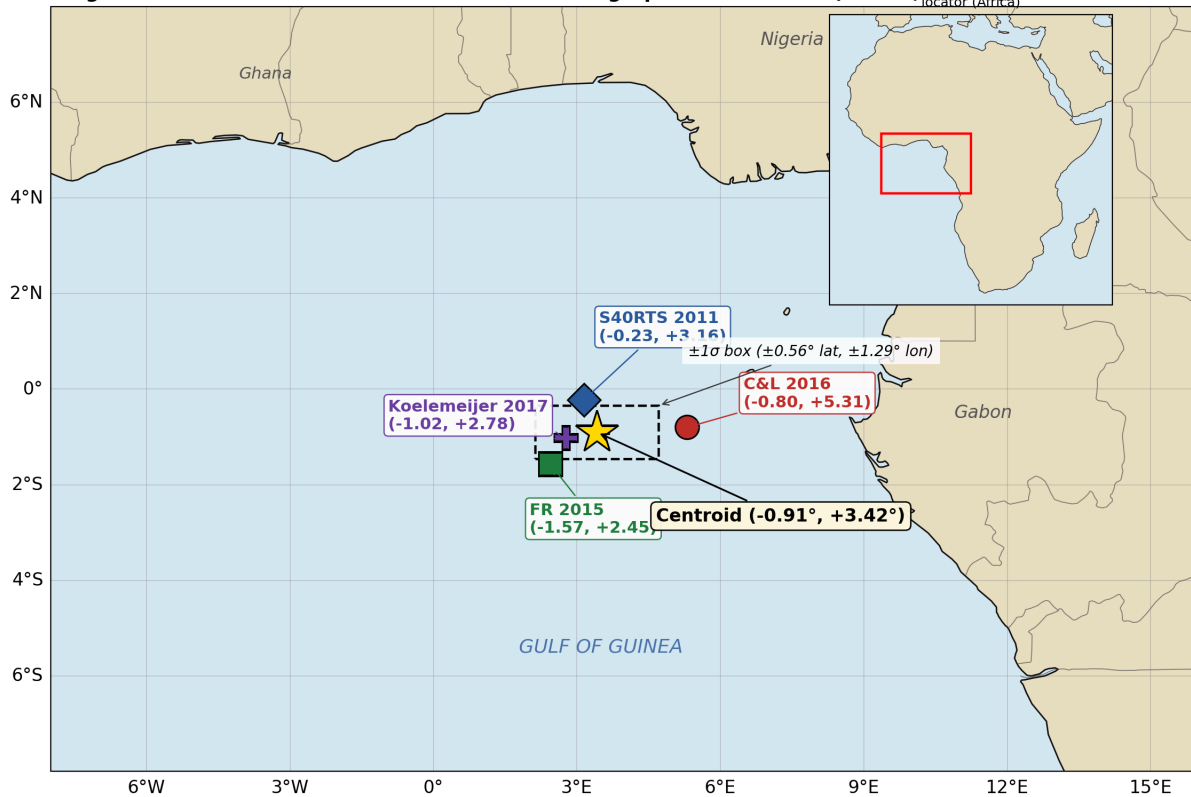 locator (Africa)
Nigeria
Ghana
6°N
4°N
2°N
0°
2°S
4°S
6°S
S40RTS 2011
(-0.23, +3.16)
±1σ box (±0.56° lat, ±1.29° lon)
C&L 2016
(-0.80, +5.31)
Koelemeijer 2017
(-1.02, +2.78)
Gabon
FR 2015
(-1.57, +2.45)
Centroid (-0.91°, +3.42°)
GULF OF GUINEA
6°W
3°W
0°
3°E
6°E
9°E
12°E
15°E